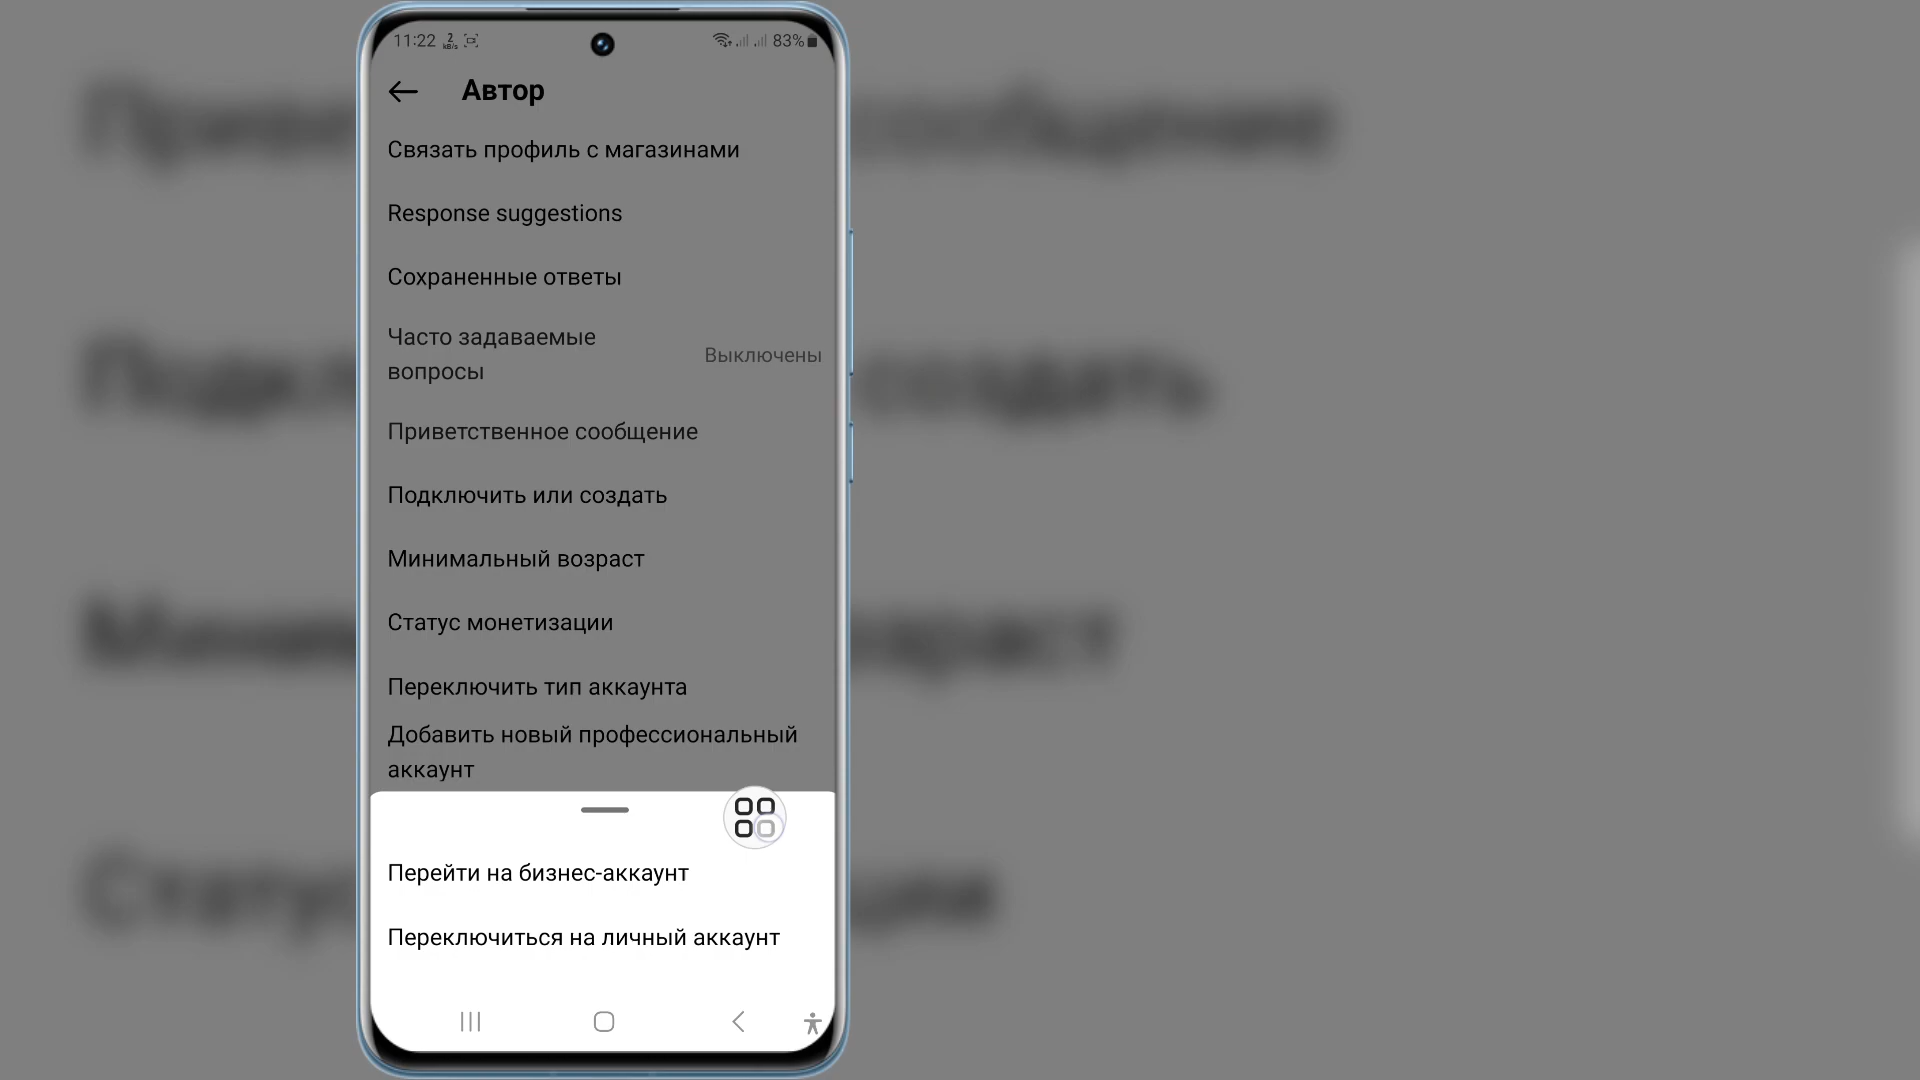 11:22 2 kB/s 83%
Автор
Связать профиль с магазинами
Response suggestions
Сохраненные ответы
Часто задаваемые
вопросы
Выключены
Приветственное сообщение
Подключить или создать
Минимальный возраст
Статус монетизации
Переключить тип аккаунта
Добавить новый профессиональный
аккаунт
Перейти на бизнес-аккаунт
Переключиться на личный аккаунт